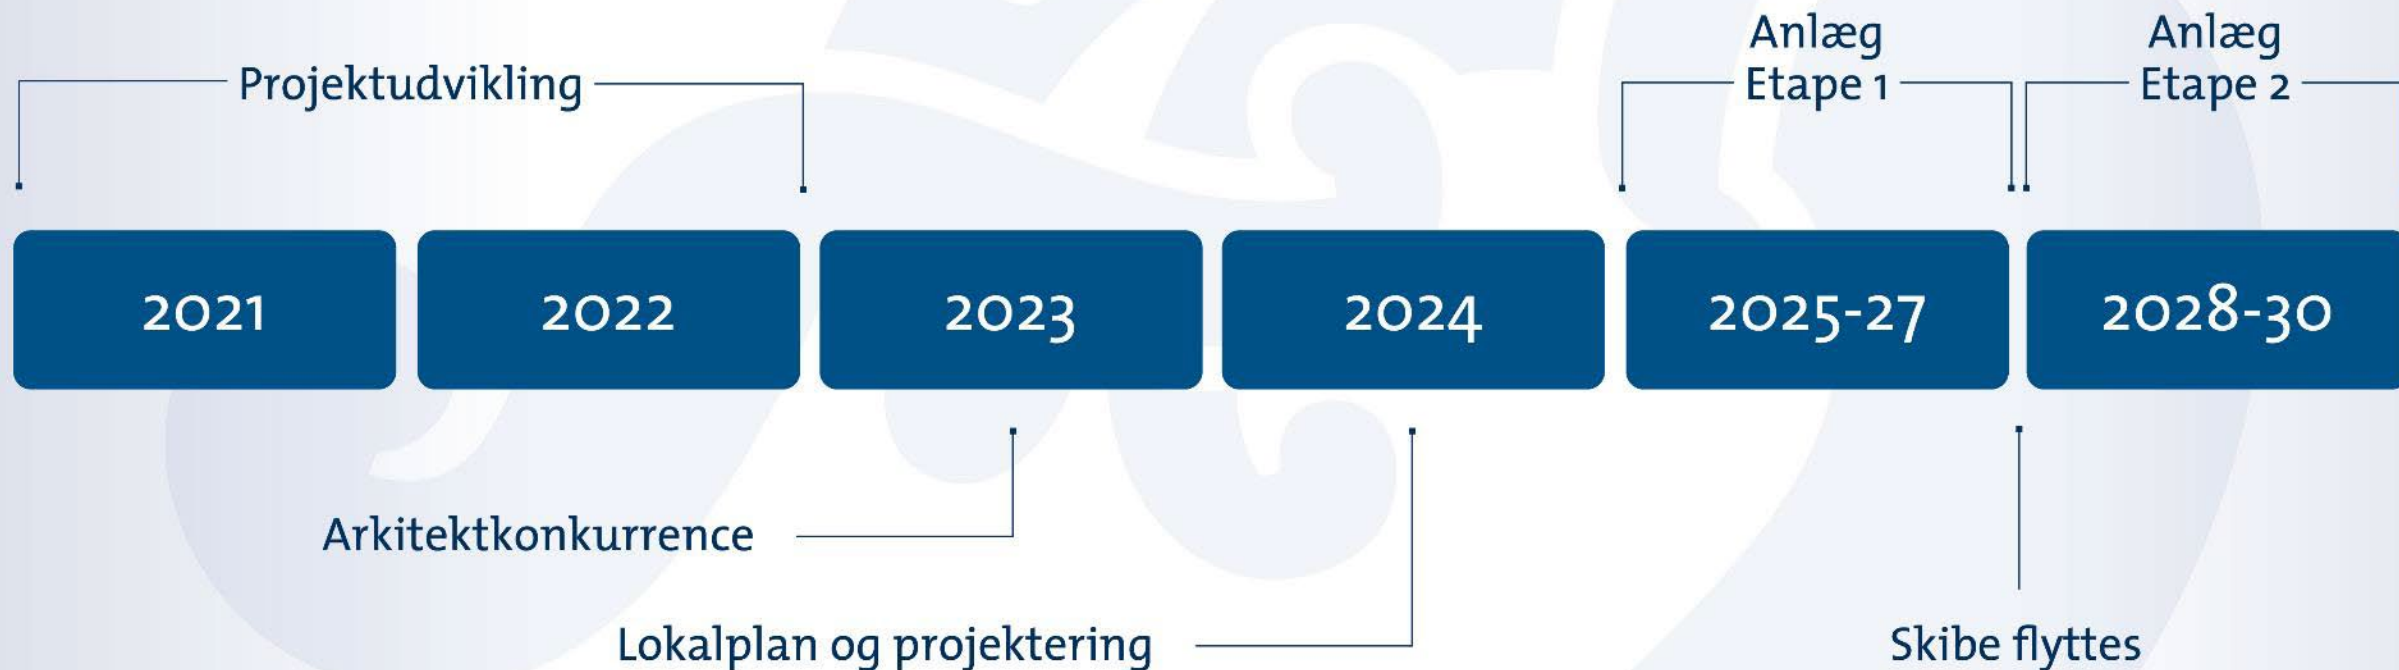 Projektudvikling
Anlæg
Etape 1
Anlæg
Etape 2
2021
2022
2023
2024
2025-27
2028-30
Arkitektkonkurrence
Lokalplan og projektering
Skibe flyttes